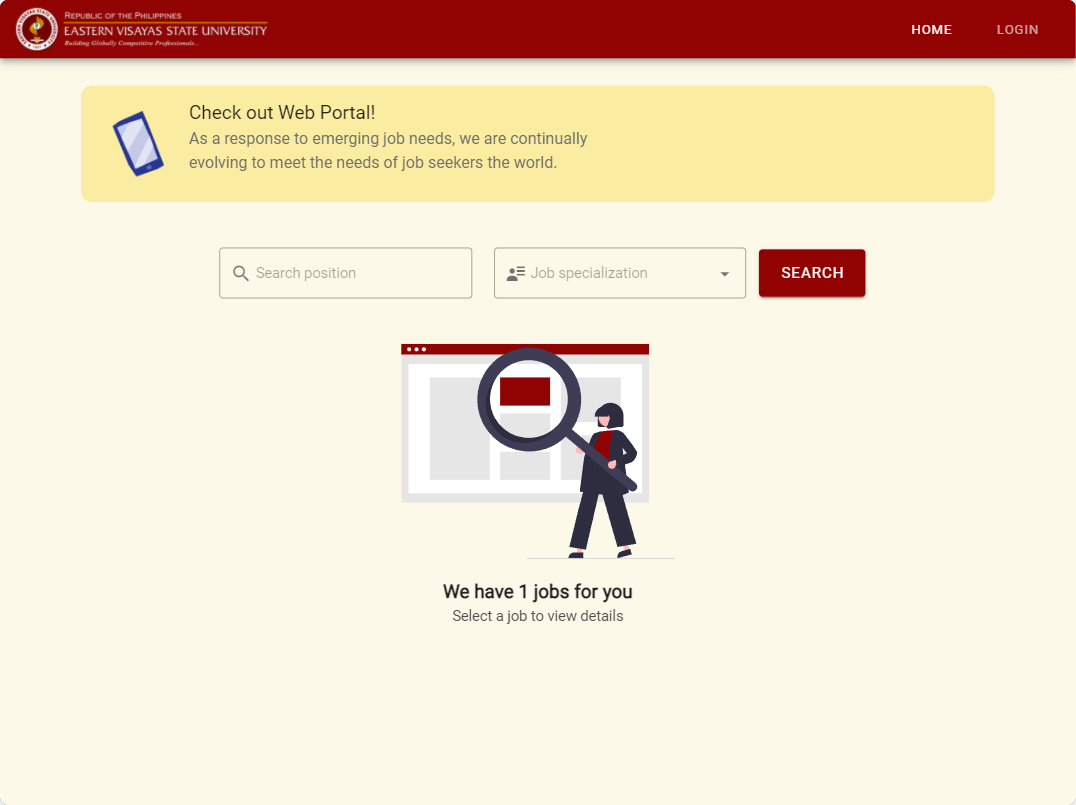 REPUBLIC OF THE PHILIPPINES
EASTERN VISAYAS STATE UNIVERSITY
Building Globally Competitive Professionals...
HOME
LOGIN
Check out Web Portal!
As a response to emerging job needs, we are continually
evolving to meet the needs of job seekers the world.
Search position
Job specialization
SEARCH
We have 1 jobs for you
Select a job to view details